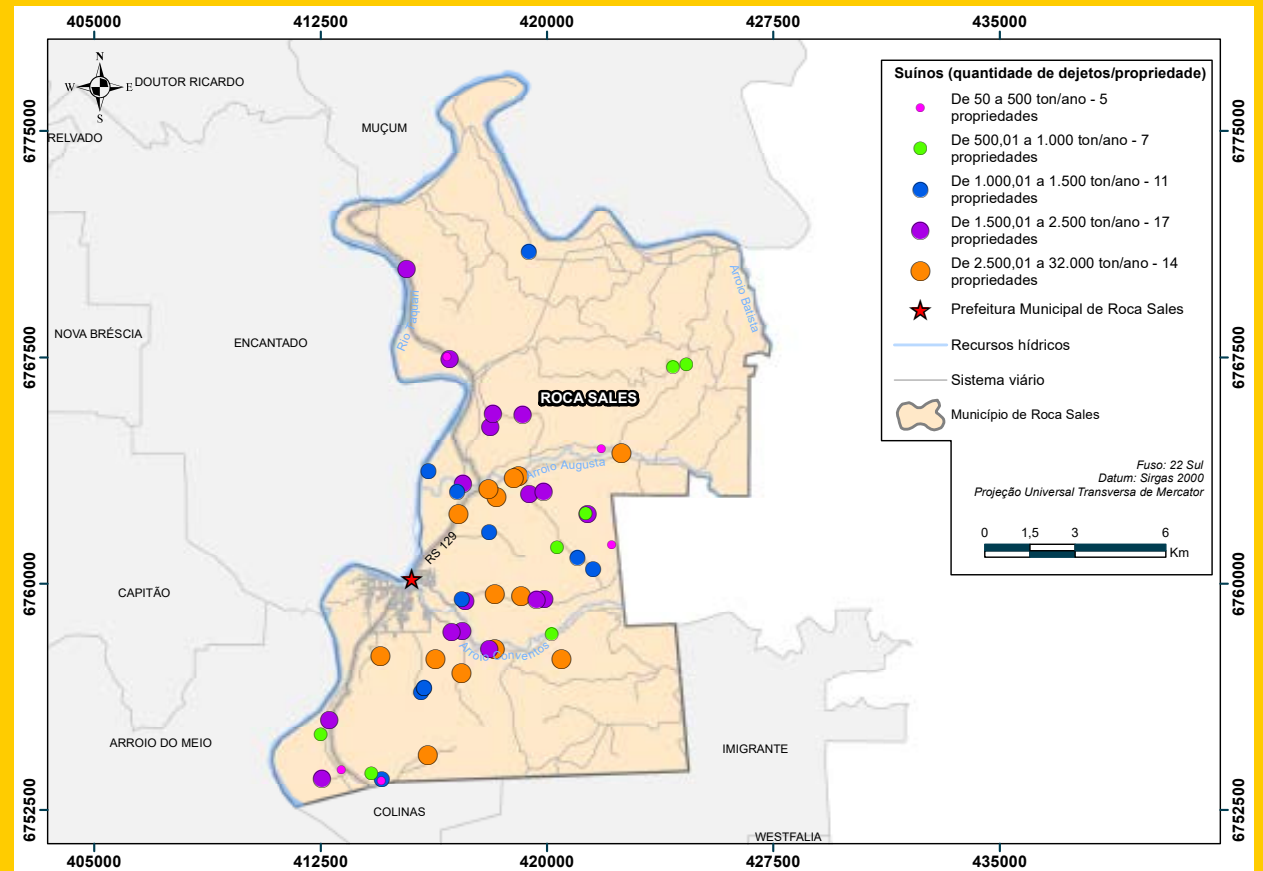 405000 412500 420000 427500 435000
N
W E
S
DOUTOR RICARDO
RELVADO
MUÇUM
6775000
6775000
Suínos (quantidade de dejetos/propriedade)
De 50 a 500 ton/ano - 5
propriedades
De 500,01 a 1.000 ton/ano - 7
propriedades
De 1.000,01 a 1.500 ton/ano - 11
propriedades
De 1.500,01 a 2.500 ton/ano - 17
propriedades
De 2.500,01 a 32.000 ton/ano - 14
propriedades
Prefeitura Municipal de Roca Sales
Recursos hídricos
Sistema viário
Município de Roca Sales
Fuso: 22 Sul
Datum: Sirgas 2000
Projeção Universal Transversa de Mercator
0 1,5 3 6
Km
Arroio Batista
Rio Taquari
NOVA BRÉSCIA
ENCANTADO
6767500
6767500
ROCA SALES
Arroio Augusta
RS 129
6760000
6760000
CAPITÃO
Arroio Conventos
ARROIO DO MEIO
IMIGRANTE
COLINAS
6752500
6752500
WESTFALIA
405000 412500 420000 427500 435000